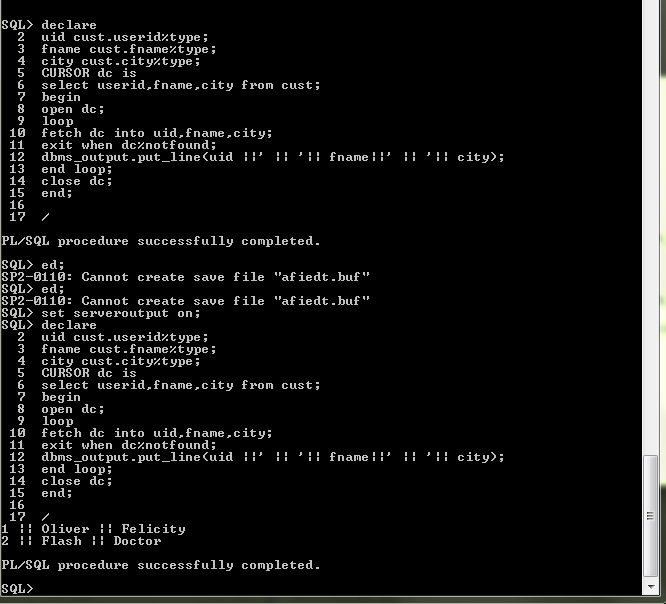 SQL> declare
2 uid cust.userid%type;
3 fname cust.fname%type;
4 city cust.city%type;
5 CURSOR dc is
6 select userid,fname,city from cust;
7 begin
8 open dc;
9 loop
10 fetch dc into uid,fname,city;
11 exit when dc%notfound;
12 dbms_output.put_line(uid ||' || '|| fname||' || '|| city);
13 end loop;
14 close dc;
15 end;
16
17 /
PL/SQL procedure successfully completed.
SQL> ed;
SP2-0110: Cannot create save file "afiedt.buf"
SQL> ed;
SP2-0110: Cannot create save file "afiedt.buf"
SQL> set serveroutput on;
SQL> declare
2 uid cust.userid%type;
3 fname cust.fname%type;
4 city cust.city%type;
5 CURSOR dc is
6 select userid,fname,city from cust;
7 begin
8 open dc;
9 loop
10 fetch dc into uid,fname,city;
11 exit when dc%notfound;
12 dbms_output.put_line(uid ||' || '|| fname||' || '|| city);
13 end loop;
14 close dc;
15 end;
16
17 /
1 || Oliver || Felicity
2 || Flash || Doctor
PL/SQL procedure successfully completed.
SQL>